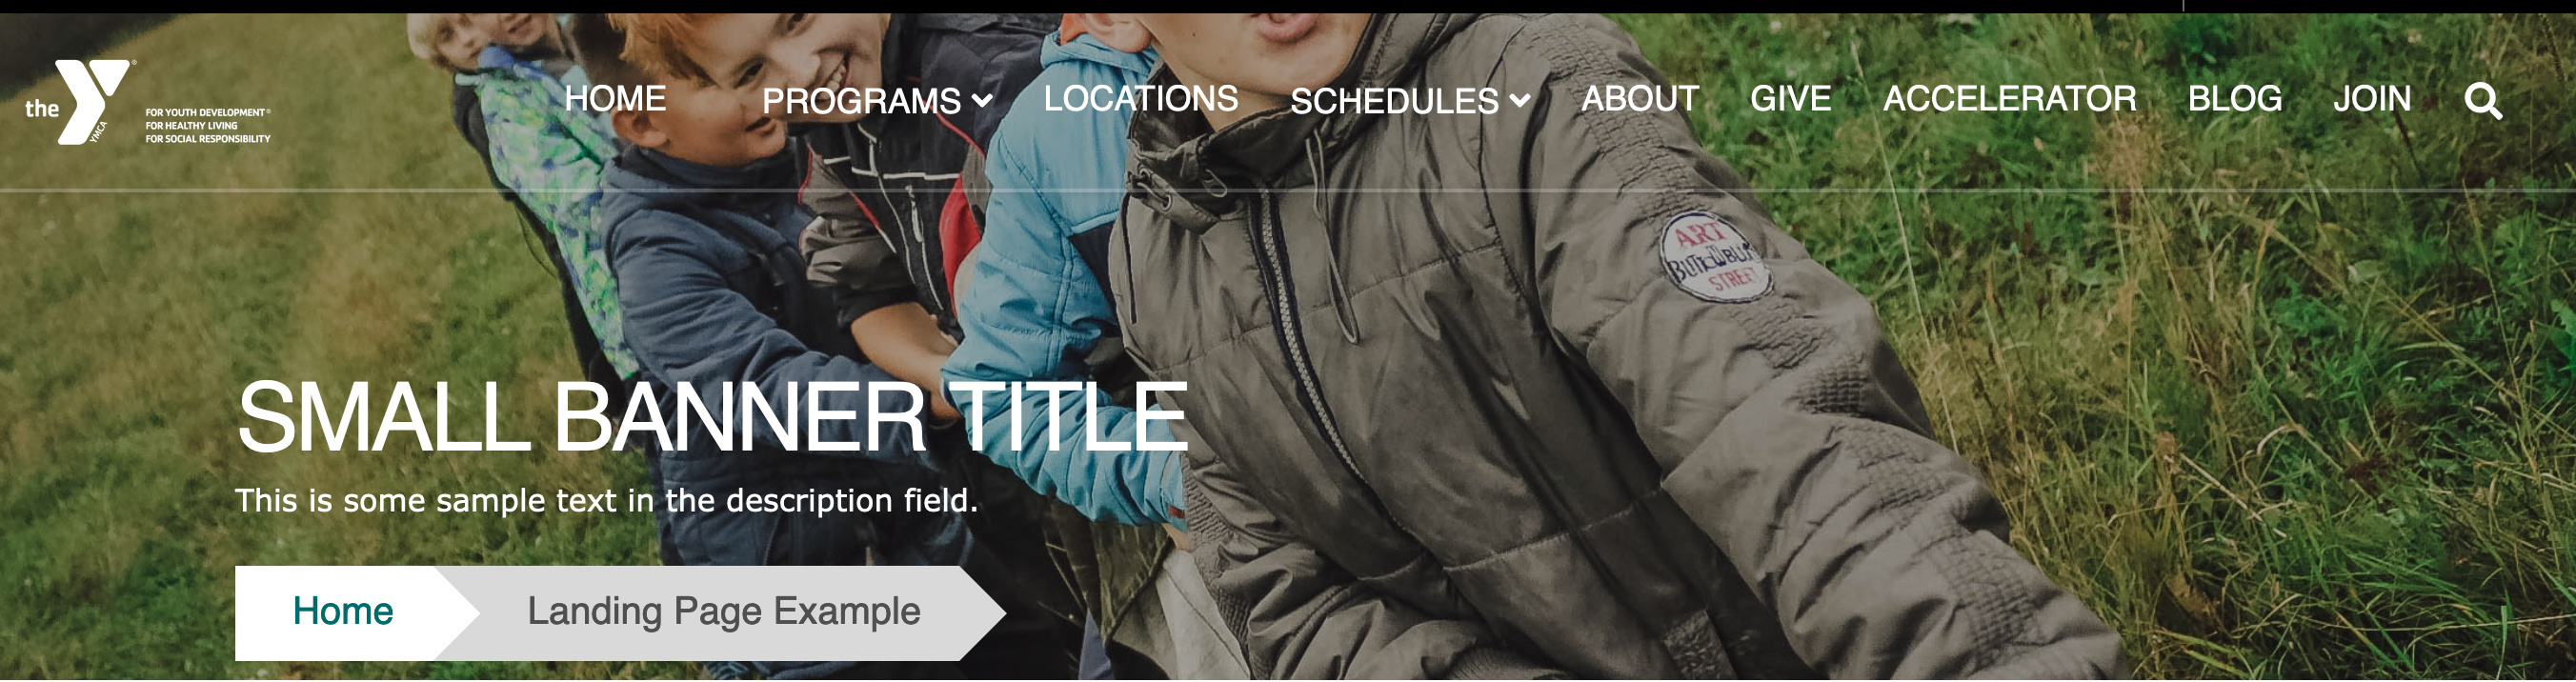 the
YMCA
FOR YOUTH DEVELOPMENT®
FOR HEALTHY LIVING
FOR SOCIAL RESPONSIBILITY
HOME PROGRAMS LOCATIONS SCHEDULES ABOUT GIVE ACCELERATOR BLOG JOIN
ART
STREET
SMALL BANNER TITLE
This is some sample text in the description field.
Home Landing Page Example